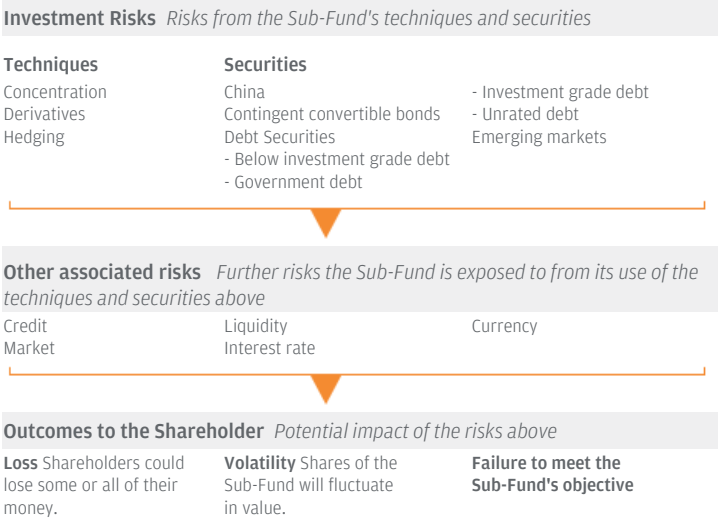 Investment Risks Risks from the Sub-Fund's techniques and securities
Techniques
Concentration
Derivatives
Hedging
Securities
China
Contingent convertible bonds
Debt Securities
- Below investment grade debt
- Government debt
- Investment grade debt
- Unrated debt
Emerging markets
Other associated risks Further risks the Sub-Fund is exposed to from its use of the
techniques and securities above
Credit
Market
Liquidity
Interest rate
Currency
Outcomes to the Shareholder Potential impact of the risks above
Loss Shareholders could
lose some or all of their
money.
Volatility Shares of the
Sub-Fund will fluctuate
in value.
Failure to meet the
Sub-Fund's objective